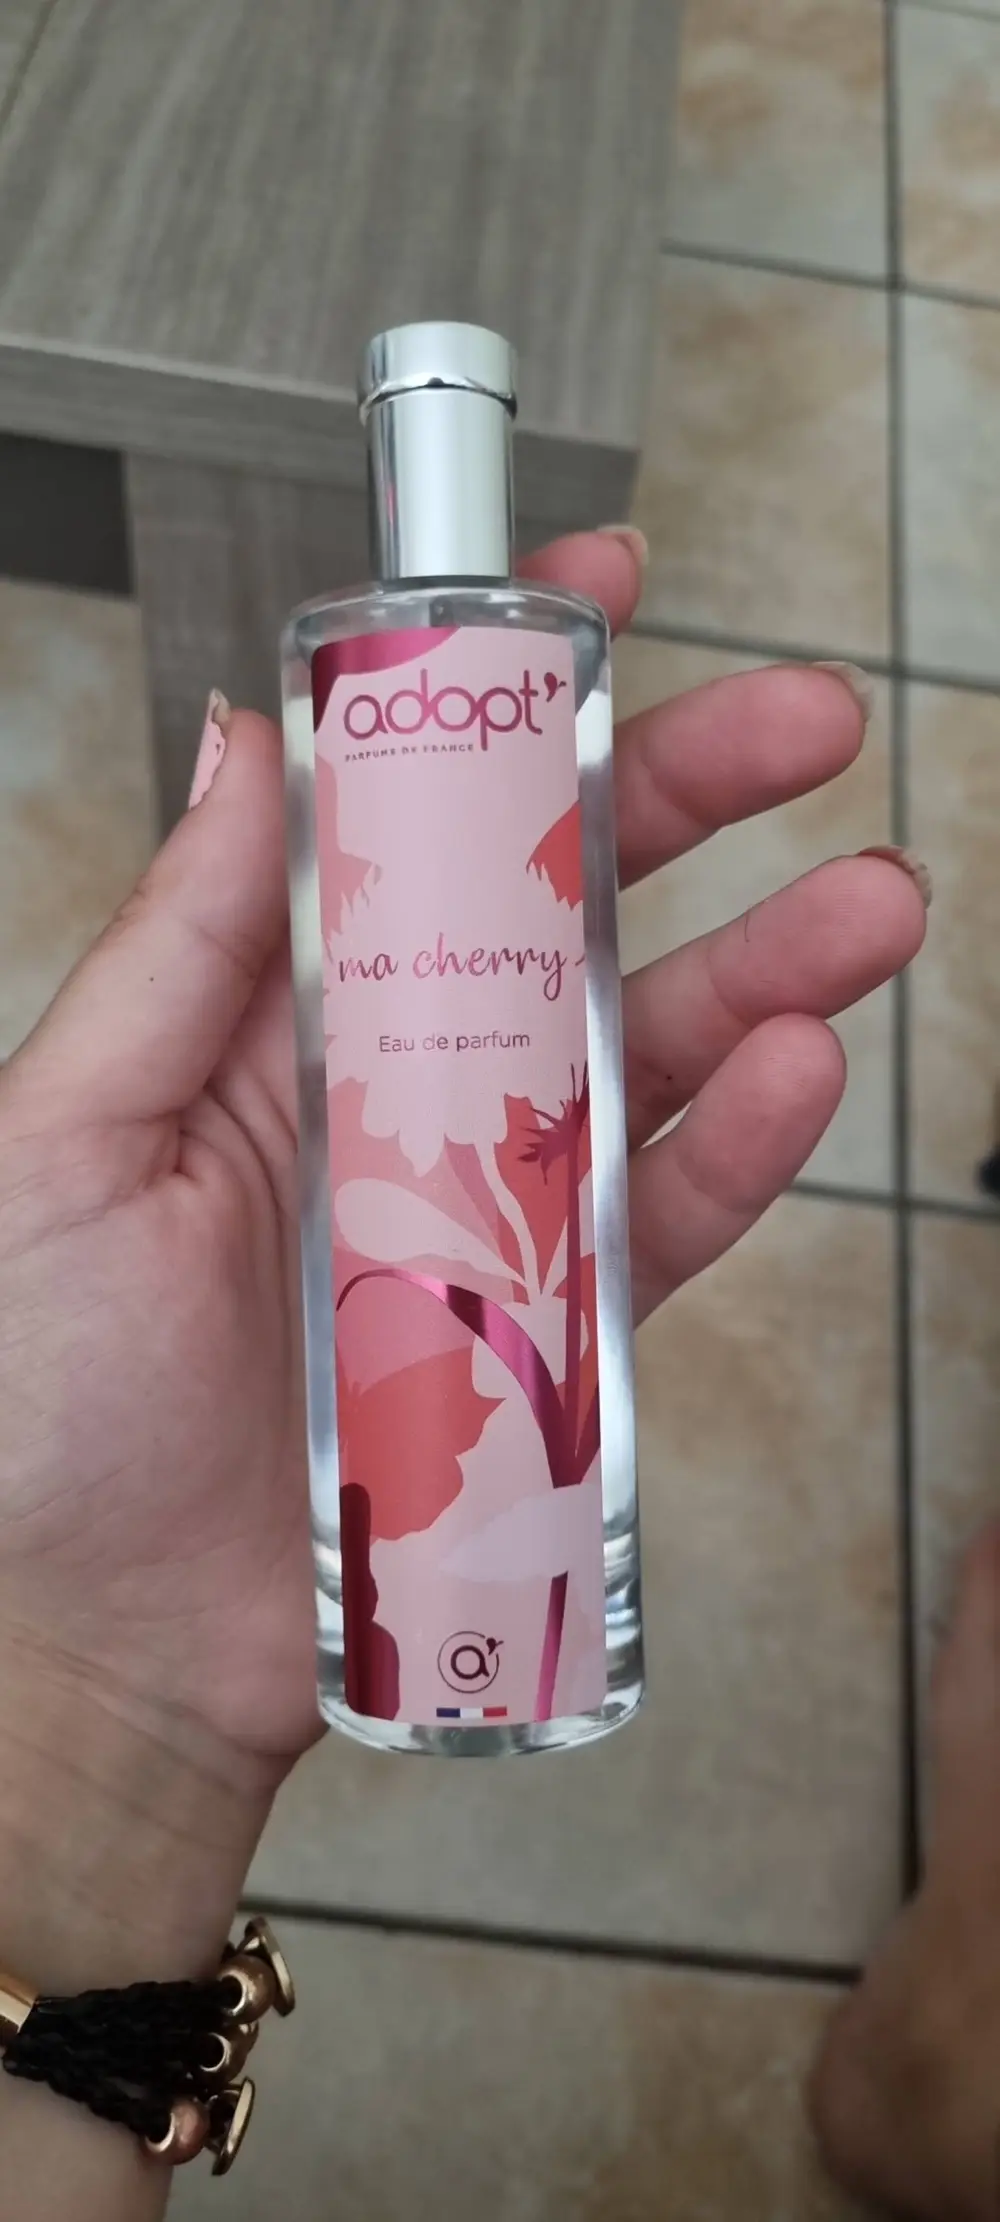 adopt'
PARFUMS DE FRANCE
ma cherry
Eau de parfum
a'